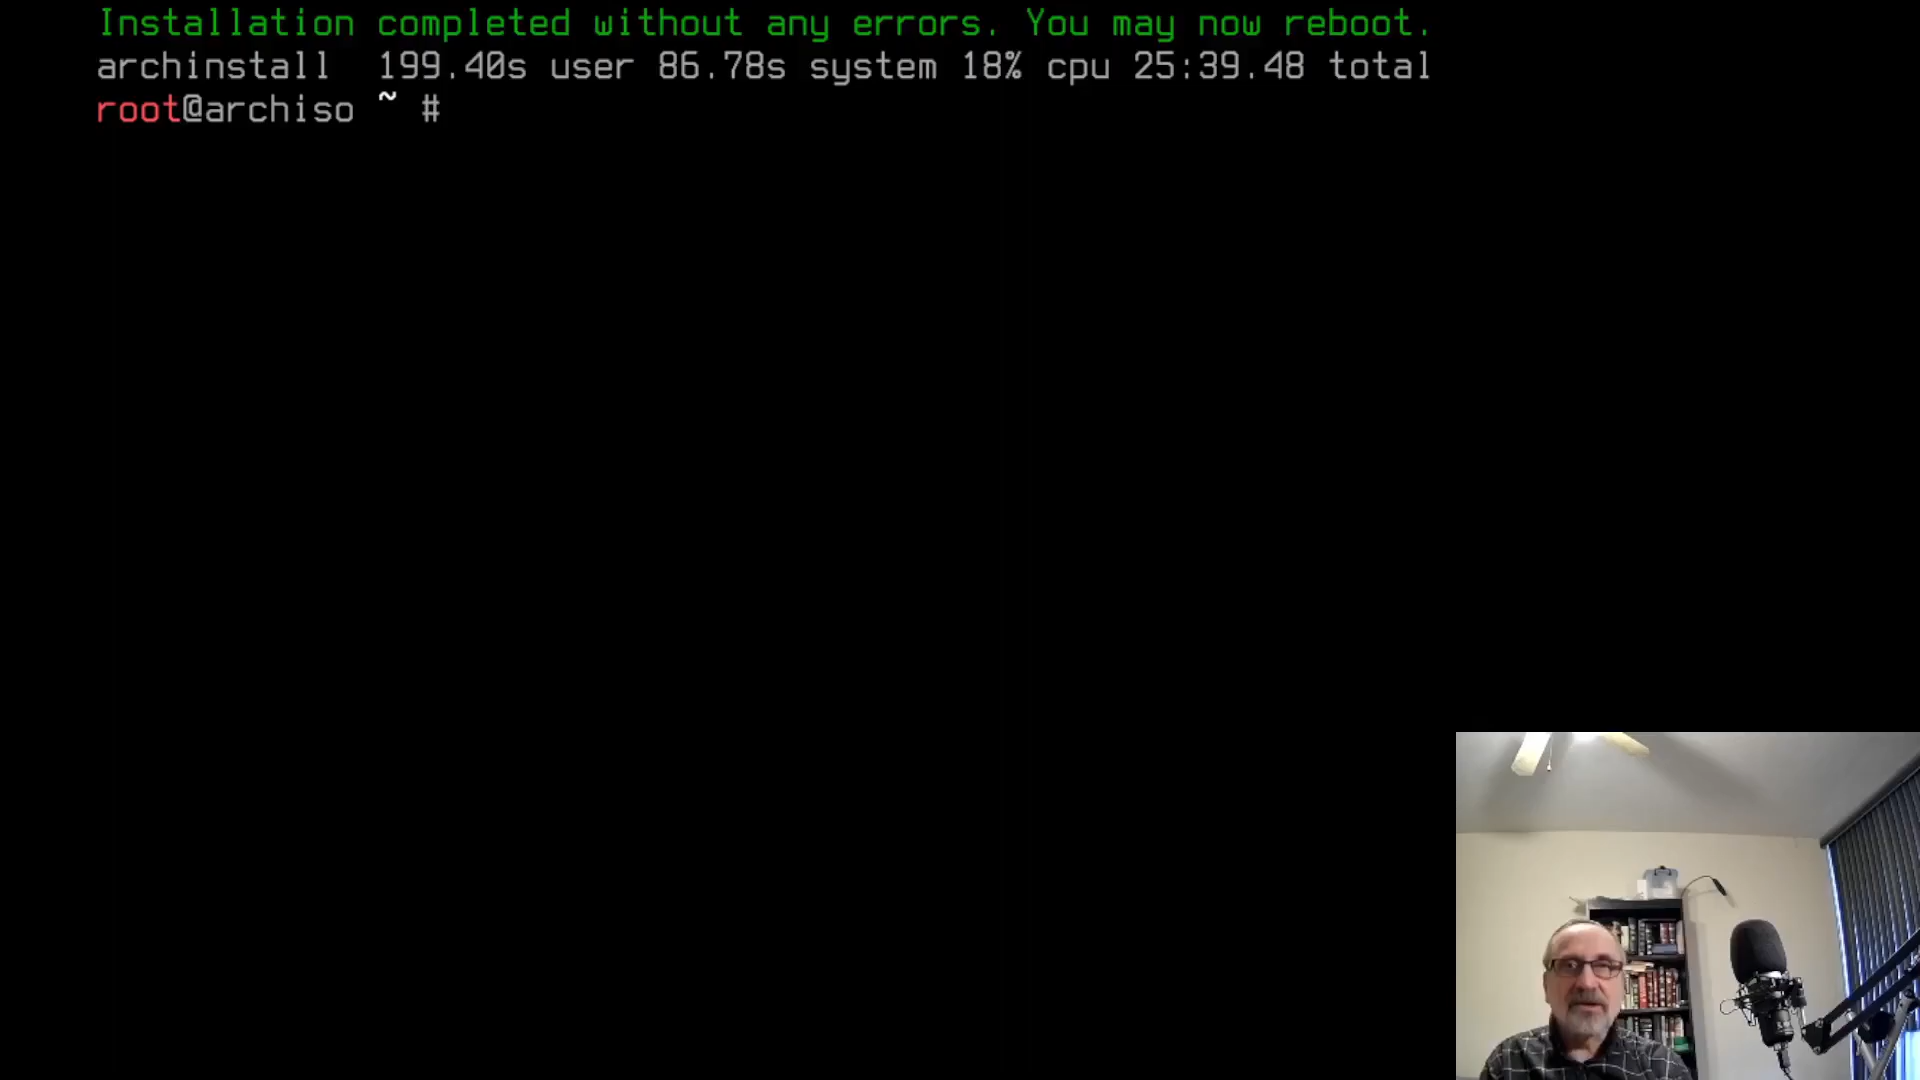 Installation completed without any errors. You may now reboot.
archinstall  199.40s user 86.78s system 18% cpu 25:39.48 total
root@archiso ~ #